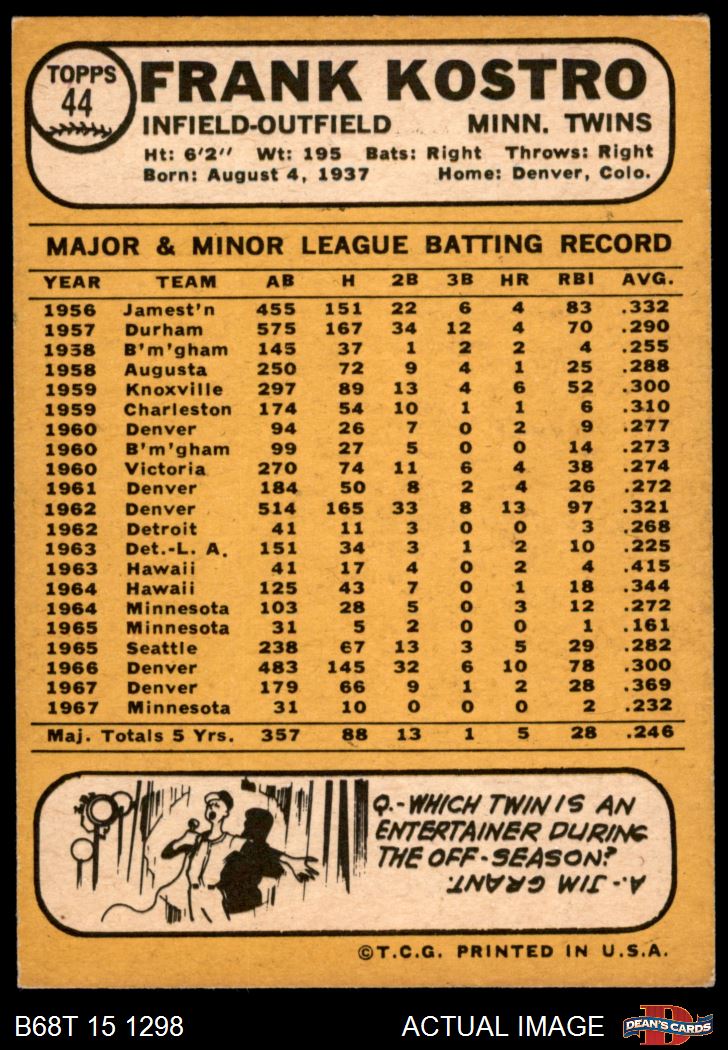 TOPPS
44
FRANK KOSTRO
INFIELD-OUTFIELD MINN. TWINS
Ht: 6'2" Wt: 195 Bats: Right Throws: Right
Born: August 4, 1937 Home: Denver, Colo.
MAJOR & MINOR LEAGUE BATTING RECORD
YEAR TEAM AB H 2B 3B HR RBI AVG.
1956 Jamest'n 455 151 22 6 4 83 .332
1957 Durham 575 167 34 12 4 70 .290
1958 B'm'gham 145 37 1 2 2 4 .255
1958 Augusta 250 72 9 4 1 25 .288
1959 Knoxville 297 89 13 4 6 52 .300
1959 Charleston 174 54 10 1 1 6 .310
1960 Denver 94 26 7 0 2 9 .277
1960 B'm'gham 99 27 5 0 0 14 .273
1960 Victoria 270 74 11 6 4 38 .274
1961 Denver 184 50 8 2 4 26 .272
1962 Denver 514 165 33 8 13 97 .321
1962 Detroit 41 11 3 0 0 3 .268
1963 Det.-L. A. 151 34 3 1 2 10 .225
1963 Hawaii 41 17 4 0 2 4 .415
1964 Hawaii 125 43 7 0 1 18 .344
1964 Minnesota 103 28 5 0 3 12 .272
1965 Minnesota 31 5 2 0 0 1 .161
1965 Seattle 238 67 13 3 5 29 .282
1966 Denver 483 145 32 6 10 78 .300
1967 Denver 179 66 9 1 2 28 .369
1967 Minnesota 31 10 0 0 0 2 .232
Maj. Totals 5 Yrs. 357 88 13 1 5 28 .246
Q.-WHICH TWIN IS AN
ENTERTAINER DURING
THE OFF-SEASON?
A.-JIM GRANT.
©T.C.G. PRINTED IN U.S.A.
B68T 15 1298 ACTUAL IMAGE D DEAN'S CARDS